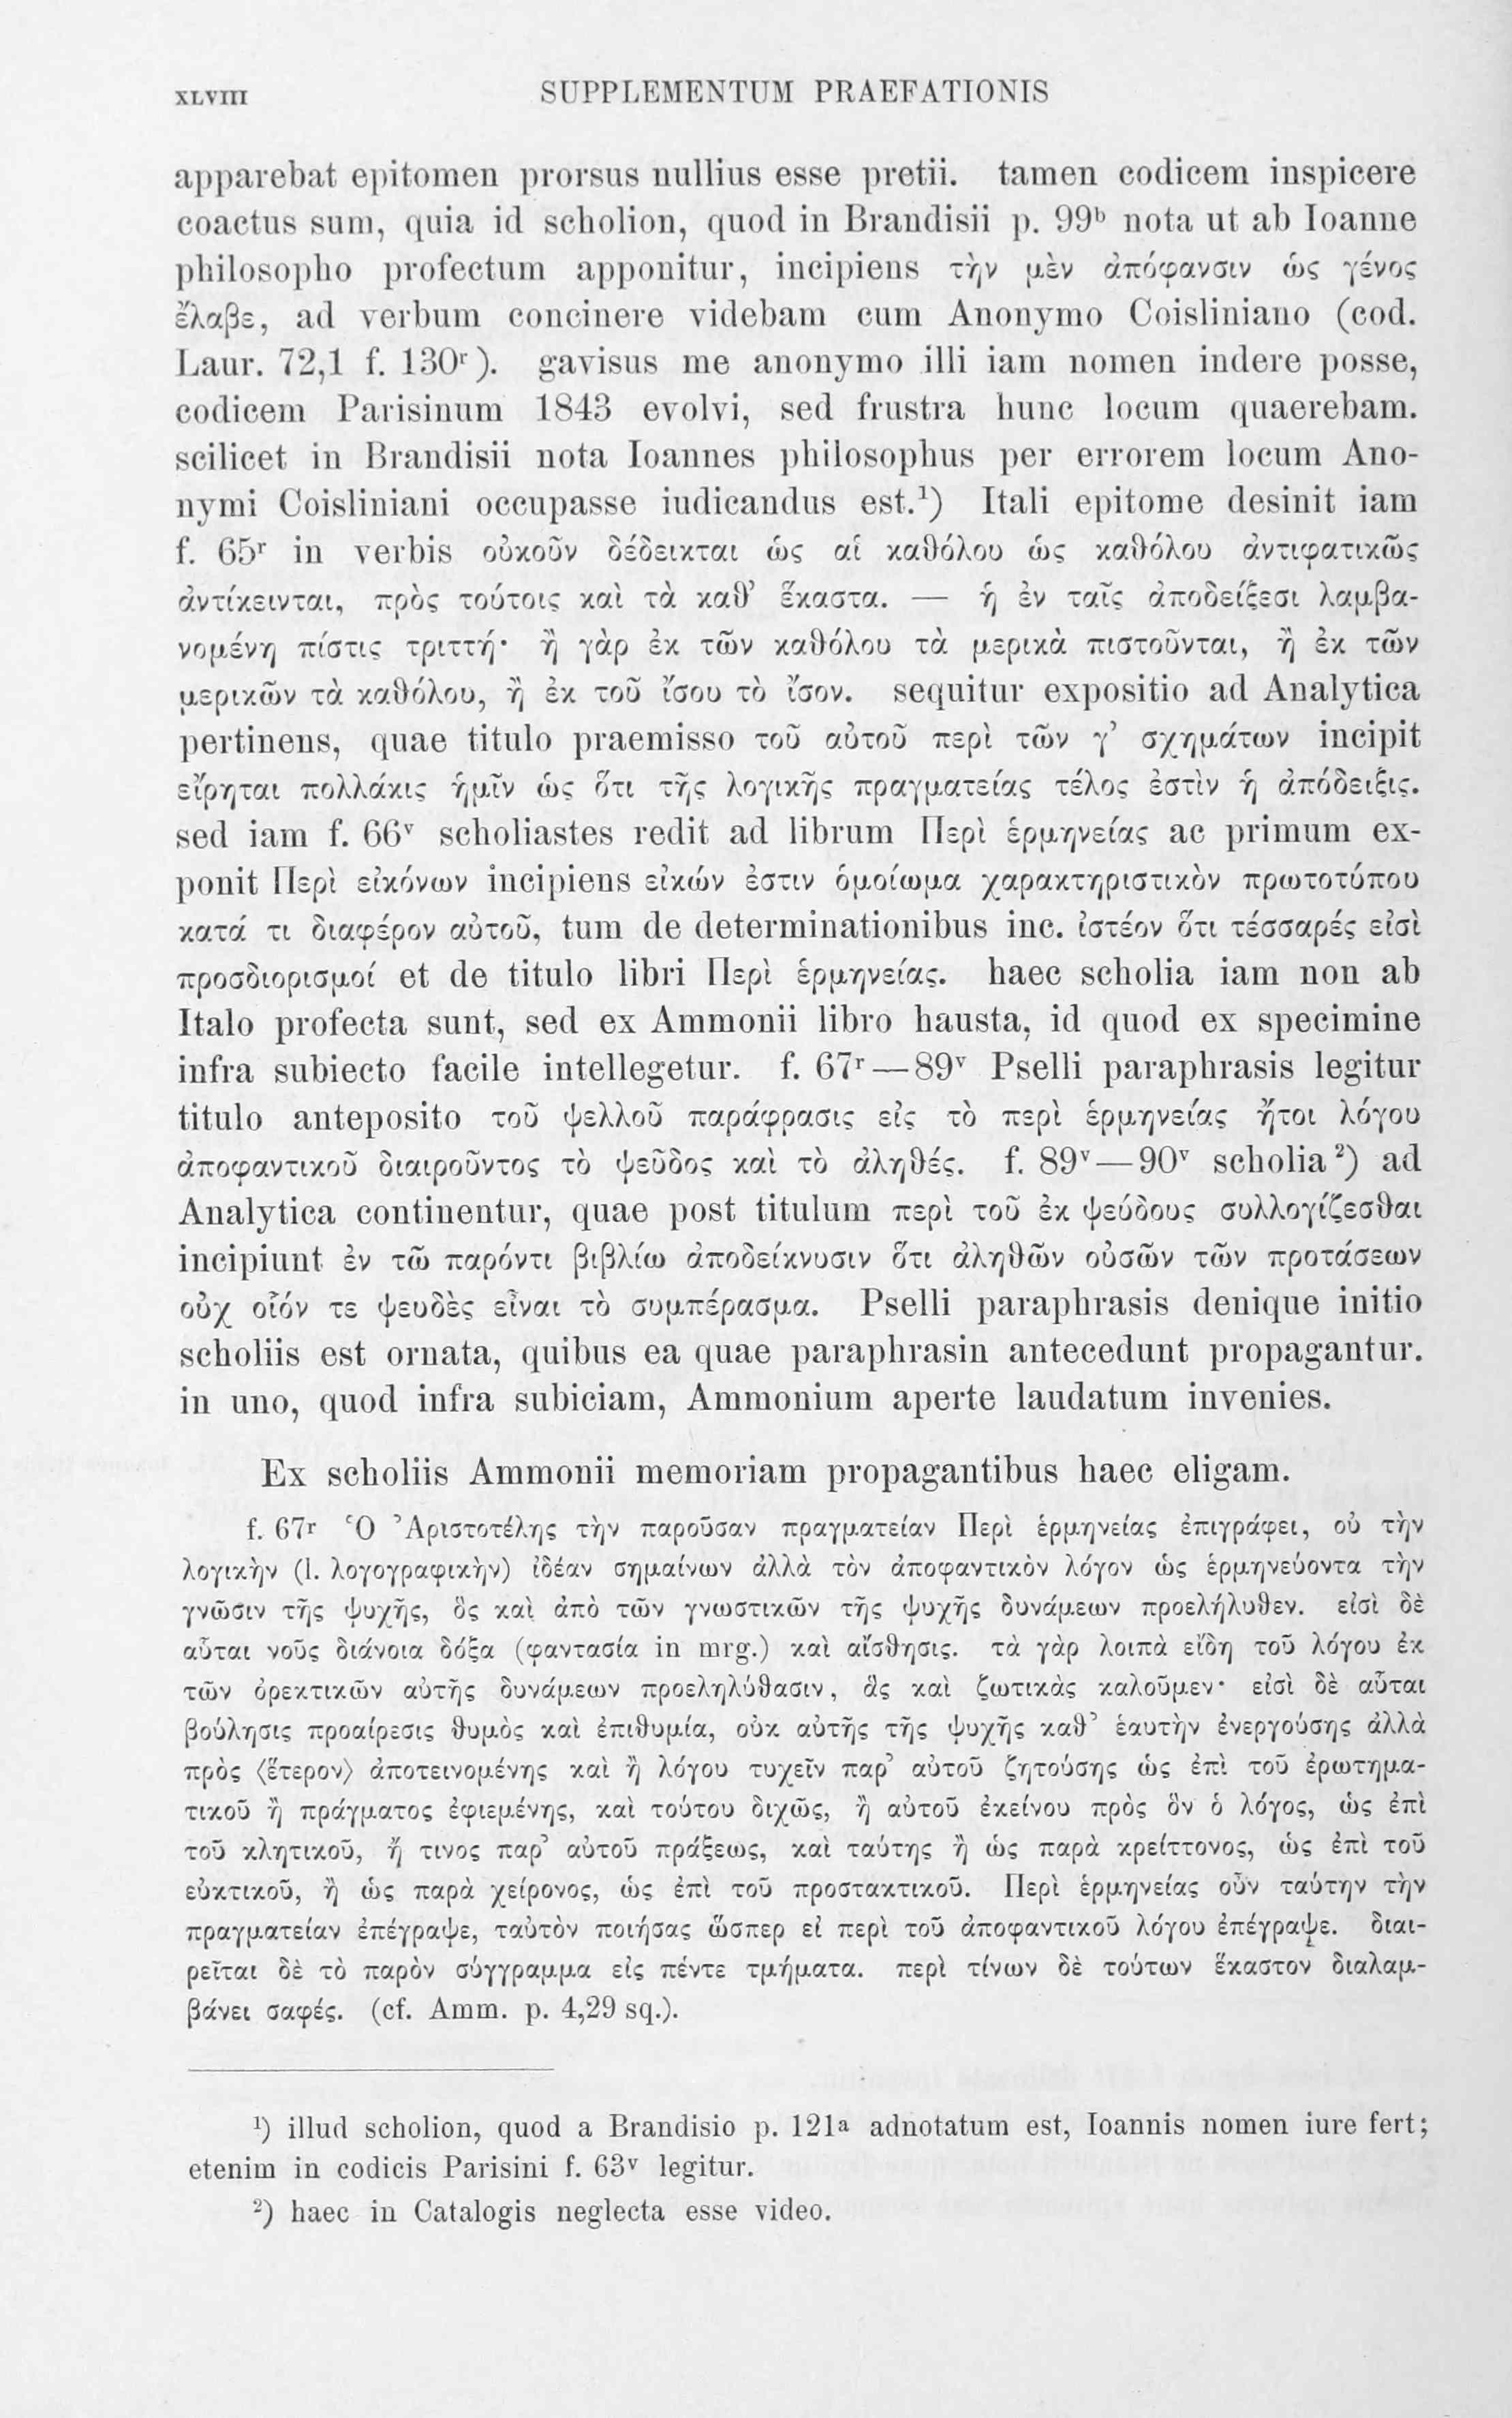 XLVIII SUPPLEMENTUM PRAEFATIONIS
apparebat epitomen prorsus nullius esse pretii. tamen codicem inspicere
coactus sum, quia id scholion, quod in Brandisii p. 99ᵇ nota ut ab Ioanne
philosopho profectum apponitur, incipiens τὴν μὲν ἀπόφανσιν ὡς γένος
ἔλαβε, ad verbum concinere videbam cum Anonymo Coisliniano (cod.
Laur. 72,1 f. 130ʳ). gavisus me anonymo illi iam nomen indere posse,
codicem Parisinum 1843 evolvi, sed frustra hunc locum quaerebam.
scilicet in Brandisii nota Ioannes philosophus per errorem locum Ano-
nymi Coisliniani occupasse iudicandus est.¹) Itali epitome desinit iam
f. 65ʳ in verbis οὐκοῦν δέδεικται ὡς αἱ καθόλου ὡς καθόλου ἀντιφατικῶς
ἀντίκεινται, πρὸς τούτοις καὶ τὰ καθ’ ἕκαστα. — ἡ ἐν ταῖς ἀποδείξεσι λαμβα-
νομένη πίστις τριττή· ἢ γὰρ ἐκ τῶν καθόλου τὰ μερικὰ πιστοῦνται, ἢ ἐκ τῶν
μερικῶν τὰ καθόλου, ἢ ἐκ τοῦ ἴσου τὸ ἴσον. sequitur expositio ad Analytica
pertinens, quae titulo praemisso τοῦ αὐτοῦ περὶ τῶν γ’ σχημάτων incipit
εἴρηται πολλάκις ἡμῖν ὡς ὅτι τῆς λογικῆς πραγματείας τέλος ἐστὶν ἡ ἀπόδειξις.
sed iam f. 66ᵛ scholiastes redit ad librum Περὶ ἑρμηνείας ac primum ex-
ponit Περὶ εἰκόνων incipiens εἰκών ἐστιν ὁμοίωμα χαρακτηριστικὸν πρωτοτύπου
κατά τι διαφέρον αὐτοῦ, tum de determinationibus inc. ἰστέον ὅτι τέσσαρές εἰσὶ
προσδιορισμοί et de titulo libri Περὶ ἑρμηνείας. haec scholia iam non ab
Italo profecta sunt, sed ex Ammonii libro hausta, id quod ex specimine
infra subiecto facile intellegetur. f. 67ʳ—89ᵛ Pselli paraphrasis legitur
titulo anteposito τοῦ ψελλοῦ παράφρασις εἰς τὸ περὶ ἑρμηνείας ἤτοι λόγου
ἀποφαντικοῦ διαιροῦντος τὸ ψεῦδος καὶ τὸ ἀληθές. f. 89ᵛ—90ᵛ scholia²) ad
Analytica continentur, quae post titulum περὶ τοῦ ἐκ ψεύδους συλλογίζεσθαι
incipiunt ἐν τῶ παρόντι βιβλίω ἀποδείκνυσιν ὅτι ἀληθῶν οὐσῶν τῶν προτάσεων
οὐχ οἷόν τε ψευδὲς εἶναι τὸ συμπέρασμα. Pselli paraphrasis denique initio
scholiis est ornata, quibus ea quae paraphrasin antecedunt propagantur.
in uno, quod infra subiciam, Ammonium aperte laudatum invenies.
Ex scholiis Ammonii memoriam propagantibus haec eligam.
f. 67ʳ Ὁ Ἀριστοτέλης τὴν παροῦσαν πραγματείαν Περὶ ἑρμηνείας ἐπιγράφει, οὐ τὴν
λογικὴν (l. λογογραφικὴν) ἰδέαν σημαίνων ἀλλὰ τὸν ἀποφαντικὸν λόγον ὡς ἑρμηνεύοντα τὴν
γνῶσιν τῆς ψυχῆς, ὃς καὶ ἀπὸ τῶν γνωστικῶν τῆς ψυχῆς δυνάμεων προελήλυθεν. εἰσὶ δὲ
αὗται νοῦς διάνοια δόξα (φαντασία in mrg.) καὶ αἴσθησις. τὰ γὰρ λοιπὰ εἴδη τοῦ λόγου ἐκ
τῶν ὀρεκτικῶν αὐτῆς δυνάμεων προεληλύθασιν, ἃς καὶ ζωτικὰς καλοῦμεν· εἰσὶ δὲ αὗται
βούλησις προαίρεσις θυμὸς καὶ ἐπιθυμία, οὐκ αὐτῆς τῆς ψυχῆς καθ’ ἑαυτὴν ἐνεργούσης ἀλλὰ
πρὸς ⟨ἕτερον⟩ ἀποτεινομένης καὶ ἢ λόγου τυχεῖν παρ’ αὐτοῦ ζητούσης ὡς ἐπὶ τοῦ ἐρωτημα-
τικοῦ ἢ πράγματος ἐφιεμένης, καὶ τούτου διχῶς, ἢ αὐτοῦ ἐκείνου πρὸς ὃν ὁ λόγος, ὡς ἐπὶ
τοῦ κλητικοῦ, ἤ τινος παρ’ αὐτοῦ πράξεως, καὶ ταύτης ἢ ὡς παρὰ κρείττονος, ὡς ἐπὶ τοῦ
εὐκτικοῦ, ἢ ὡς παρὰ χείρονος, ὡς ἐπὶ τοῦ προστακτικοῦ. Περὶ ἑρμηνείας οὖν ταύτην τὴν
πραγματείαν ἐπέγραψε, ταὐτὸν ποιήσας ὥσπερ εἰ περὶ τοῦ ἀποφαντικοῦ λόγου ἐπέγραψε. διαι-
ρεῖται δὲ τὸ παρὸν σύγγραμμα εἰς πέντε τμήματα. περὶ τίνων δὲ τούτων ἕκαστον διαλαμ-
βάνει σαφές. (cf. Amm. p. 4,29 sq.).
¹) illud scholion, quod a Brandisio p. 121ᵃ adnotatum est, Ioannis nomen iure fert;
etenim in codicis Parisini f. 63ᵛ legitur.
²) haec in Catalogis neglecta esse video.